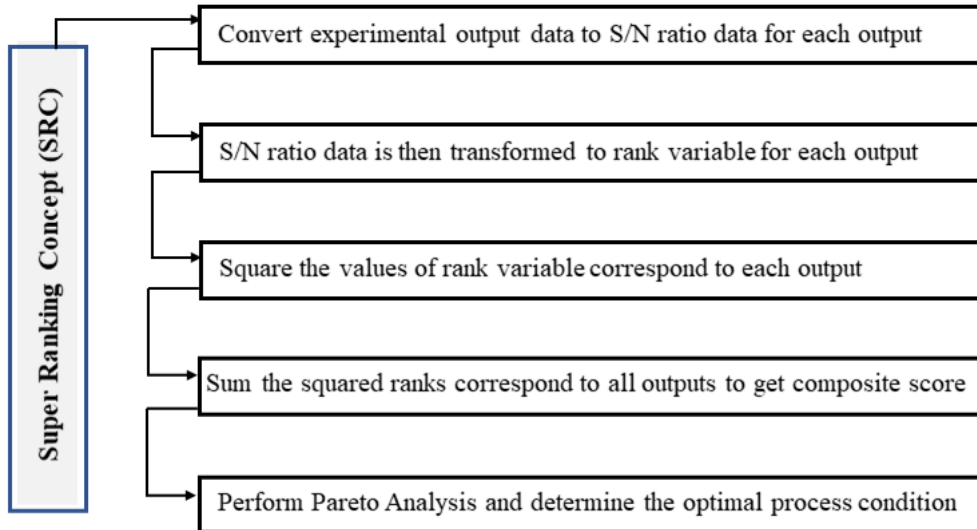 Super Ranking Concept (SRC)
Convert experimental output data to S/N ratio data for each output
S/N ratio data is then transformed to rank variable for each output
Square the values of rank variable correspond to each output
Sum the squared ranks correspond to all outputs to get composite score
Perform Pareto Analysis and determine the optimal process condition